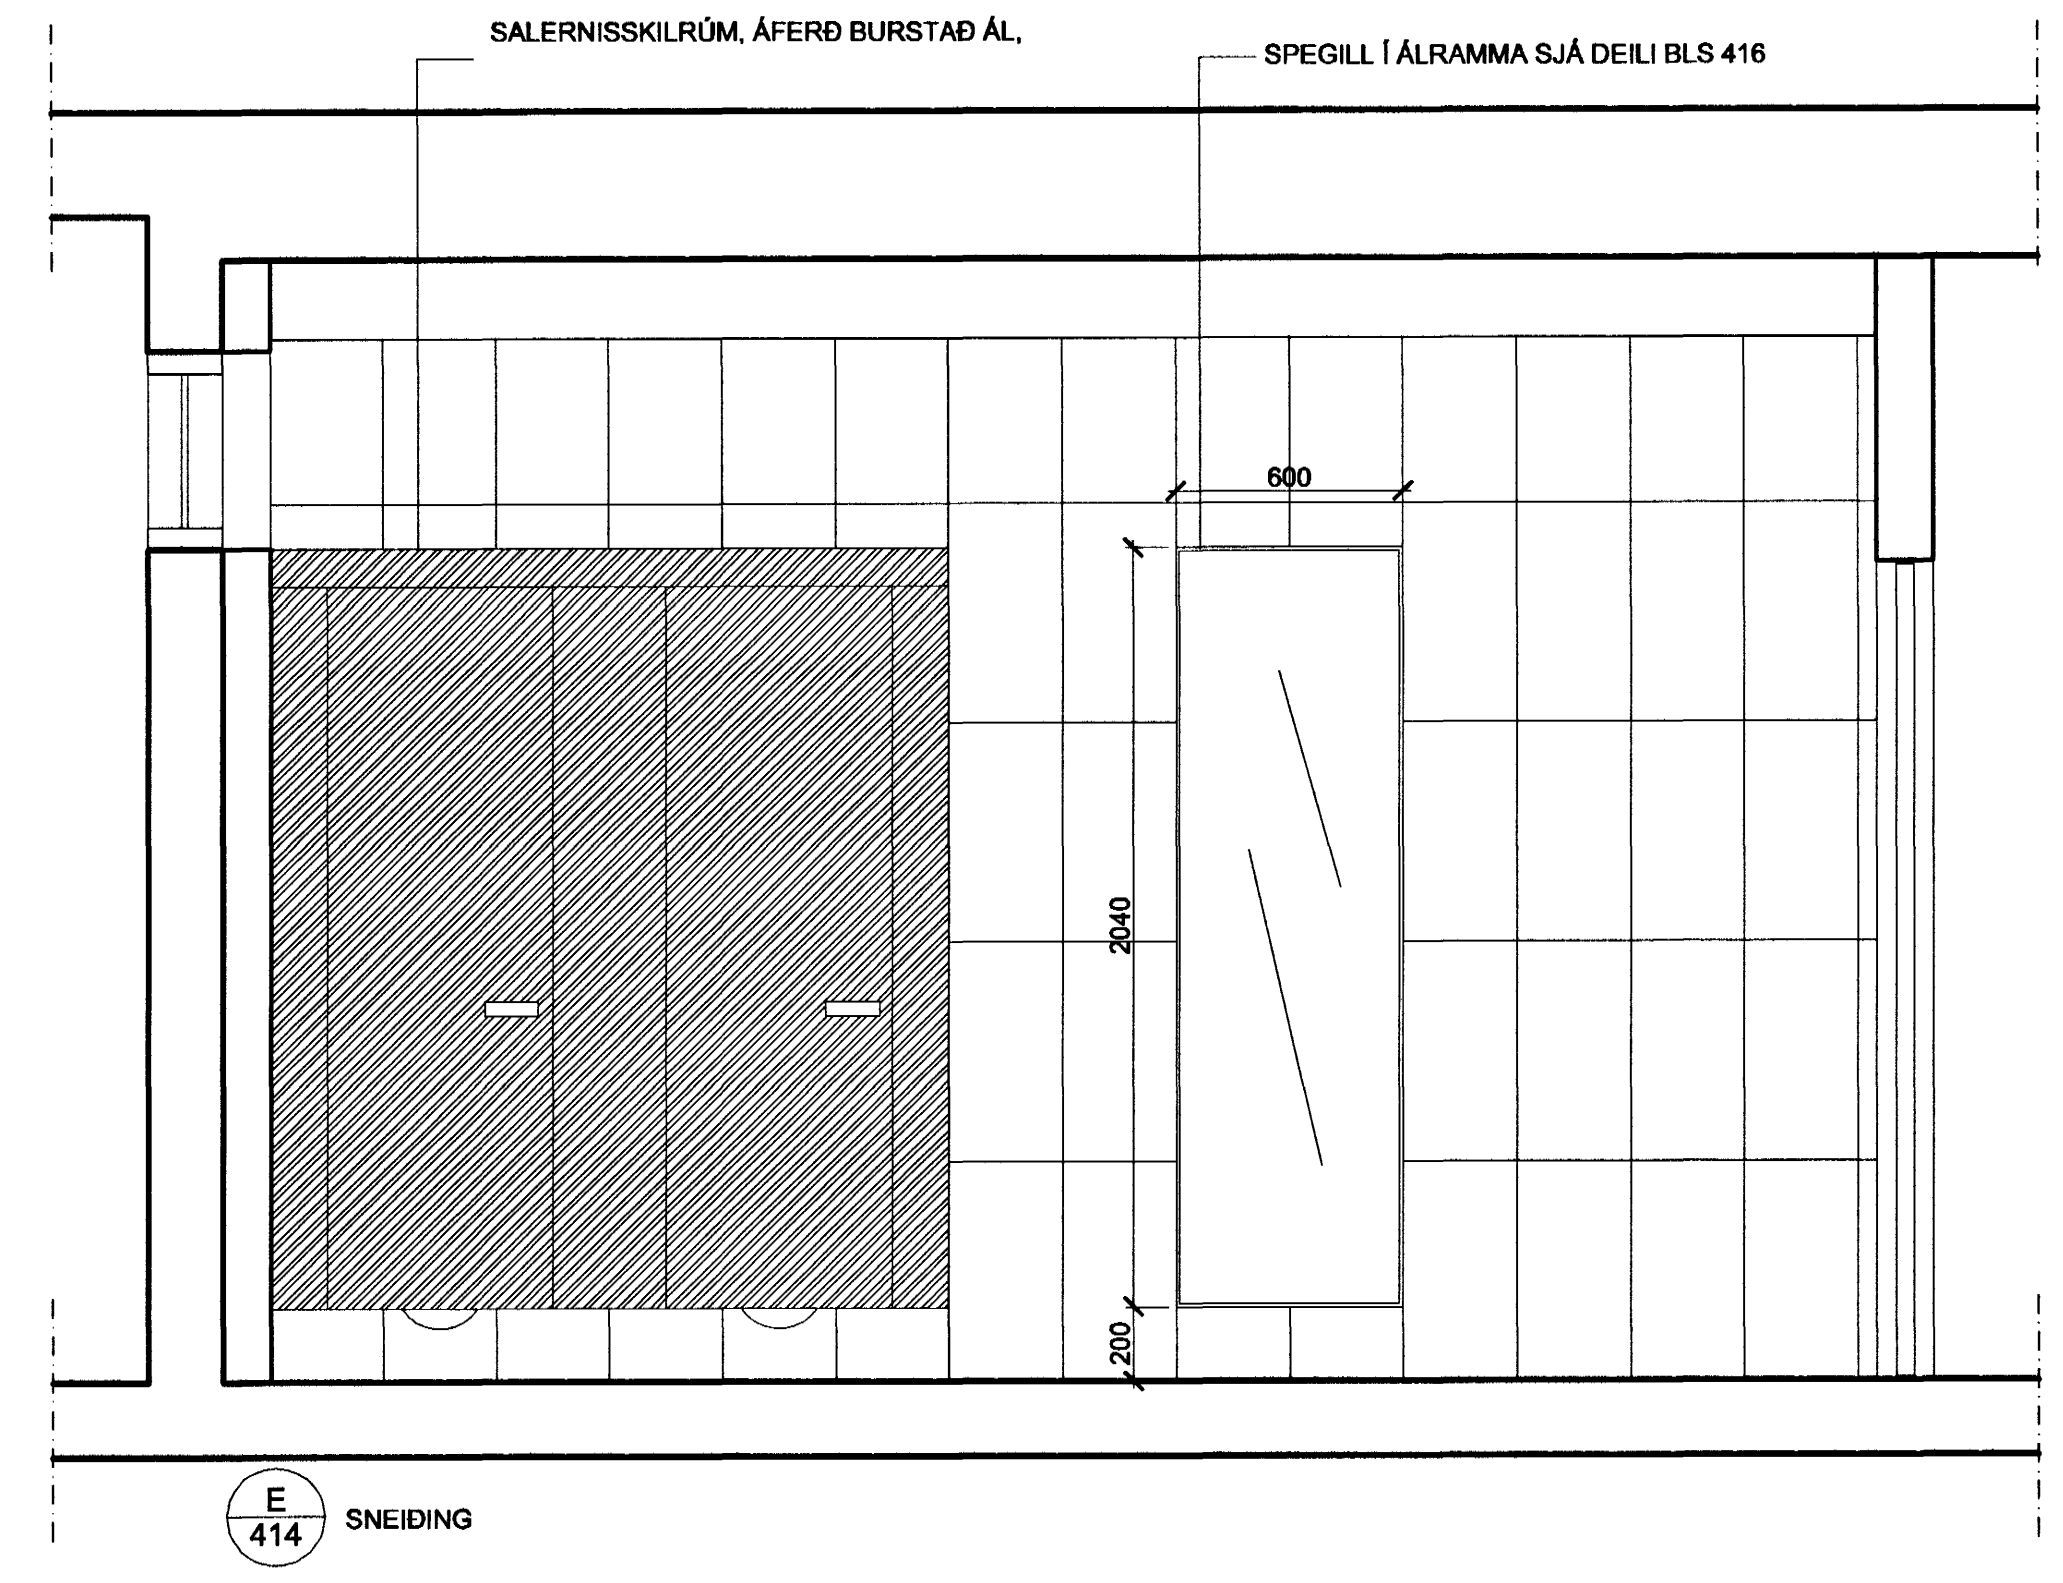 SALERNISSKILRÚM, ÁFERÐ BURSTAÐ ÁL,
SPEGILL Í ÁLRAMMA SJÁ DEILI BLS 416
600
2040
200
E
414
SNEIÐING